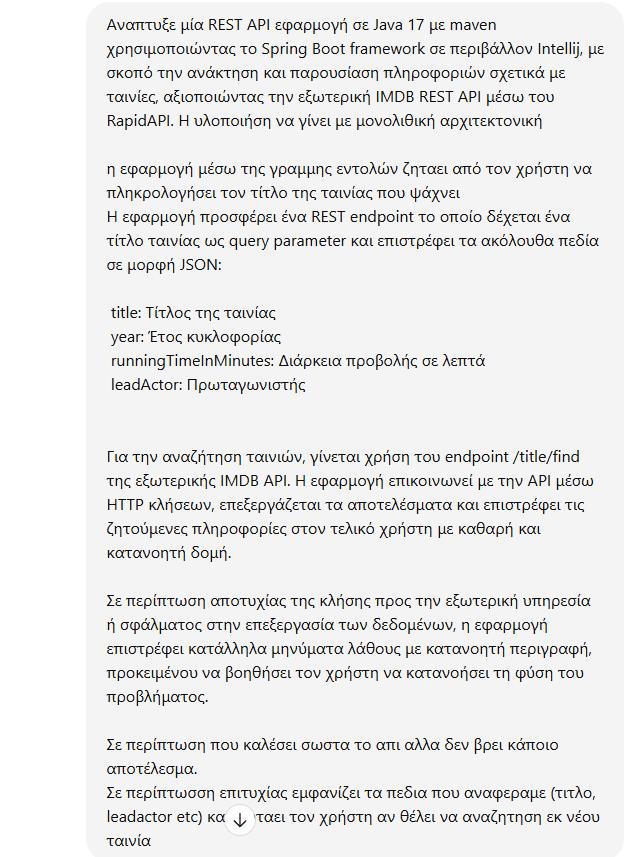 Αναπτυξε μία REST API εφαρμογή σε Java 17 με maven
χρησιμοποιώντας το Spring Boot framework σε περιβάλλον Intellij, με
σκοπό την ανάκτηση και παρουσίαση πληροφοριών σχετικά με
ταινίες, αξιοποιώντας την εξωτερική IMDB REST API μέσω του
RapidAPI. Η υλοποιήση να γίνει με μονολιθική αρχιτεκτονική
η εφαρμογή μέσω της γραμμης εντολών ζηταει από τον χρήστη να
πληκρολογήσει τον τίτλο της ταινίας που ψάχνει
Η εφαρμογή προσφέρει ένα REST endpoint το οποίο δέχεται ένα
τίτλο ταινίας ως query parameter και επιστρέφει τα ακόλουθα πεδία
σε μορφή JSON:
title: Τίτλος της ταινίας
year: Έτος κυκλοφορίας
runningTimeInMinutes: Διάρκεια προβολής σε λεπτά
leadActor: Πρωταγωνιστής
Για την αναζήτηση ταινιών, γίνεται χρήση του endpoint /title/find
της εξωτερικής IMDB API. Η εφαρμογή επικοινωνεί με την API μέσω
HTTP κλήσεων, επεξεργάζεται τα αποτελέσματα και επιστρέφει τις
ζητούμενες πληροφορίες στον τελικό χρήστη με καθαρή και
κατανοητή δομή.
Σε περίπτωση αποτυχίας της κλήσης προς την εξωτερική υπηρεσία
ή σφάλματος στην επεξεργασία των δεδομένων, η εφαρμογή
επιστρέφει κατάλληλα μηνύματα λάθους με κατανοητή περιγραφή,
προκειμένου να βοηθήσει τον χρήστη να κατανοήσει τη φύση του
προβλήματος.
Σε περίπτωση που καλέσει σωστα το απι αλλα δεν βρει κάποιο
αποτέλεσμα.
Σε περίπτωσση επιτυχίας εμφανίζει τα πεδια που αναφεραμε (τιτλο,
leadactor etc) τον χρήστη αν θέλει να αναζητηση εκ νέου
ταινία